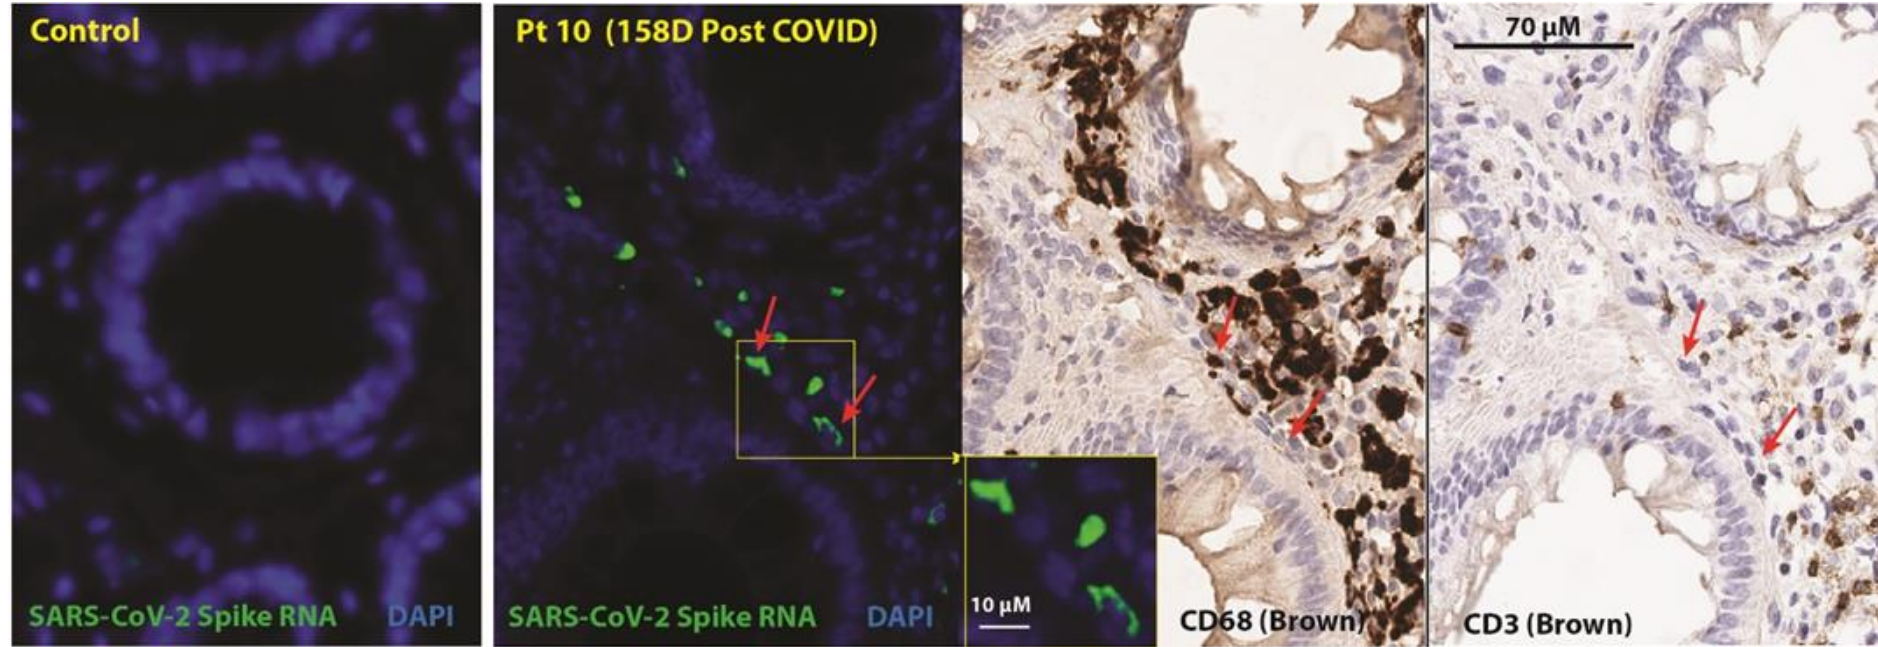 Control
SARS-CoV-2 Spike RNA DAPI
Pt 10 (158D Post COVID)
SARS-CoV-2 Spike RNA DAPI
10 µM
CD68 (Brown)
70 µM
CD3 (Brown)